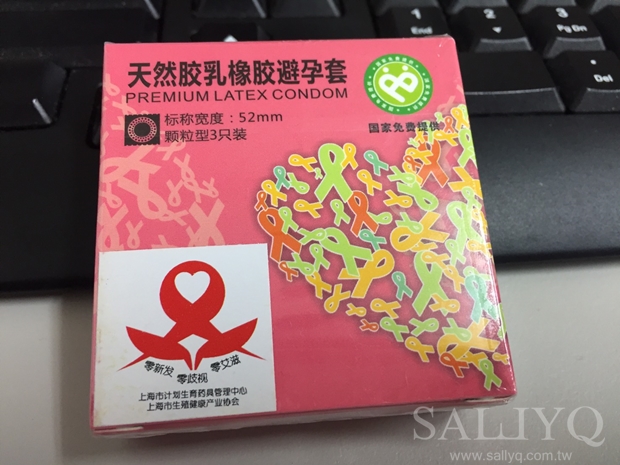 天然胶乳橡胶避孕套
PREMIUM LATEX CONDOM
标称宽度：52mm
颗粒型3只装
国家免费提供
零新发
零歧视
零艾滋
上海市计划生育药具管理中心
上海市生殖健康产业协会
3
PgDn
Del
SALLYQ
www.sallyq.com.tw